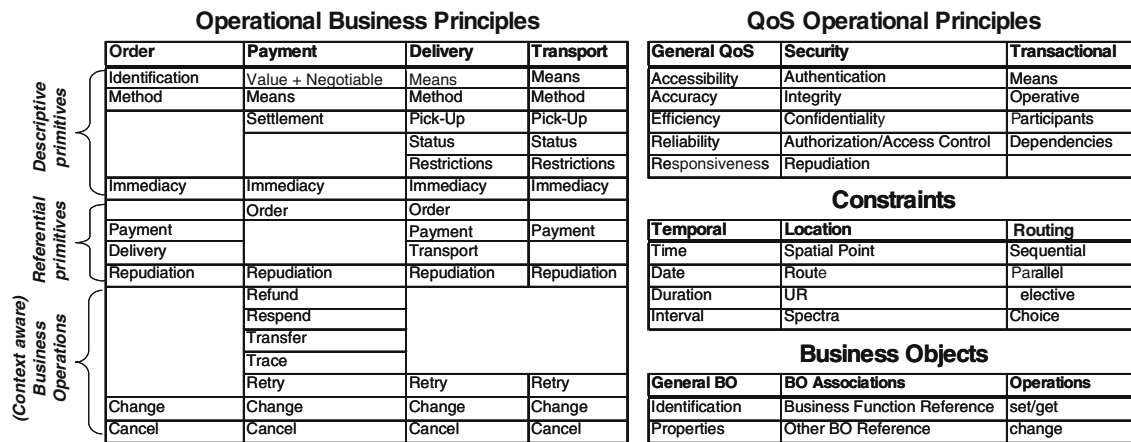 Operational Business Principles
Order Payment Delivery Transport
Descriptive primitives
Identification Value + Negotiable Means Means
Method Means Method Method
Settlement Pick-Up Pick-Up
Status Status
Restrictions Restrictions
Immediacy Immediacy Immediacy Immediacy
Referential primitives
Order Order
Payment Payment Payment
Delivery Transport
Repudiation Repudiation Repudiation Repudiation
(Context aware) Business Operations
Refund
Respend
Transfer
Trace
Retry Retry Retry
Change Change Change Change
Cancel Cancel Cancel Cancel
QoS Operational Principles
General QoS Security Transactional
Accessibility Authentication Means
Accuracy Integrity Operative
Efficiency Confidentiality Participants
Reliability Authorization/Access Control Dependencies
Responsiveness Repudiation
Constraints
Temporal Location Routing
Time Spatial Point Sequential
Date Route Parallel
Duration UR elective
Interval Spectra Choice
Business Objects
General BO BO Associations Operations
Identification Business Function Reference set/get
Properties Other BO Reference change